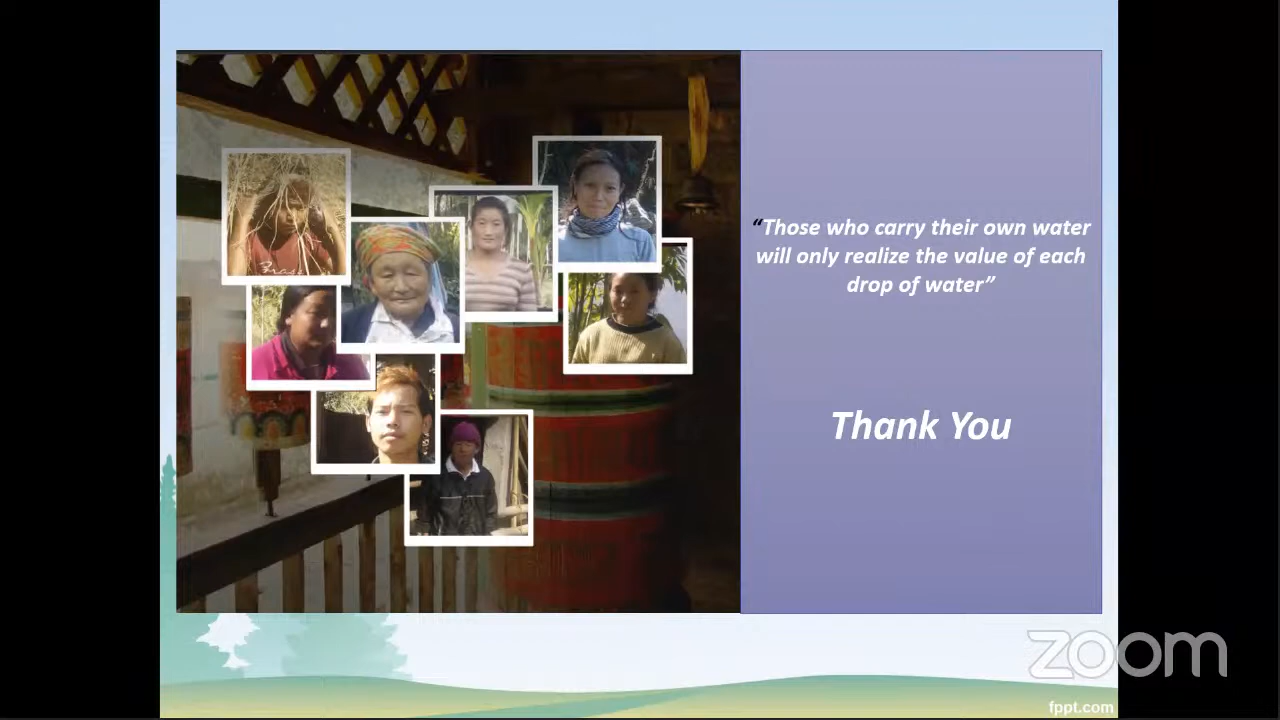 “Those who carry their own water
will only realize the value of each
drop of water”
Thank You
zoom
fppt.com